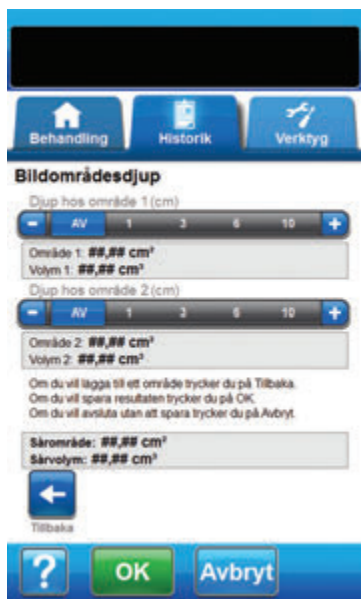 Behandling Historik Verktyg
Bildområdesdjup
Djup hos område 1 (cm)
- AV 1 3 6 10 +
Område 1: ##,## cm²
Volym 1: ##,## cm³
Djup hos område 2 (cm)
- AV 1 3 6 10 +
Område 2: ##,## cm²
Volym 2: ##,## cm³
Om du vill lägga till ett område trycker du på Tillbaka.
Om du vill spara resultaten trycker du på OK.
Om du vill avsluta utan att spara trycker du på Avbryt.
Sårområde: ##,## cm²
Sårvolym: ##,## cm³
Tillbaka
? OK Avbryt